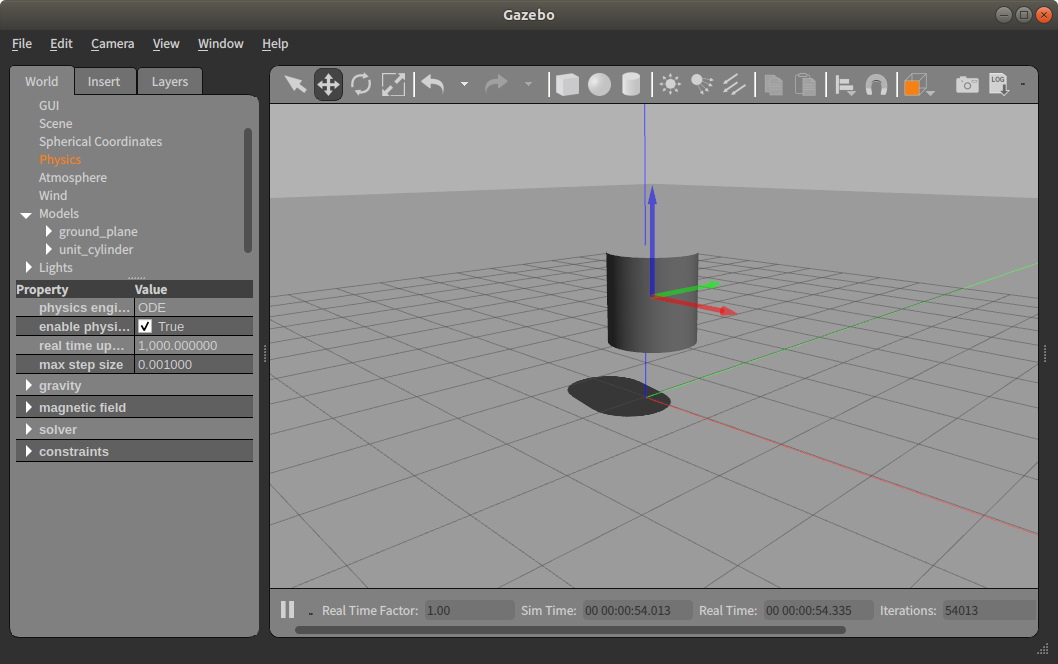 Gazebo
File Edit Camera View Window Help
World Insert Layers
LOG
GUI
Scene
Spherical Coordinates
Physics
Atmosphere
Wind
Models
ground_plane
unit_cylinder
Lights
Property Value
physics engi... ODE
enable physi... True
real time up... 1,000.000000
max step size 0.001000
gravity
magnetic field
solver
constraints
Real Time Factor: 1.00 Sim Time: 00 00:00:54.013 Real Time: 00 00:00:54.335 Iterations: 54013